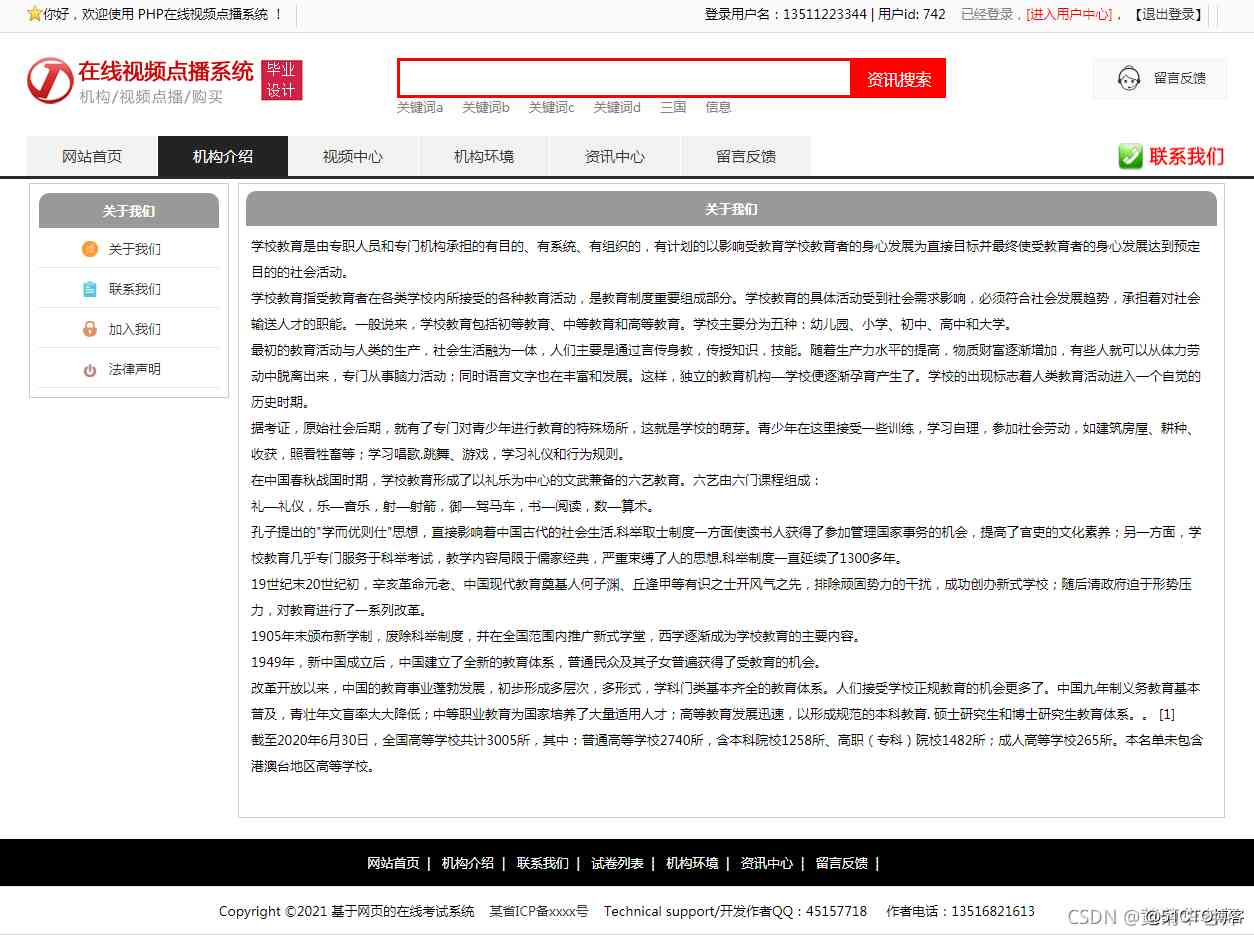 你好，欢迎使用 PHP在线视频点播系统 ！
登录用户名：13511223344 | 用户id: 742 已经登录，[进入用户中心]，【退出登录】
在线视频点播系统
机构/视频点播/购买
毕业
设计
资讯搜索
关键词a 关键词b 关键词c 关键词d 三国 信息
留言反馈
网站首页 机构介绍 视频中心 机构环境 资讯中心 留言反馈
联系我们
关于我们
关于我们
联系我们
加入我们
法律声明
关于我们
学校教育是由专职人员和专门机构承担的有目的、有系统、有组织的，有计划的以影响受教育学校教育者的身心发展为直接目标并最终使受教育者的身心发展达到预定
目的的社会活动。
学校教育指受教育者在各类学校内所接受的各种教育活动，是教育制度重要组成部分。学校教育的具体活动受到社会需求影响，必须符合社会发展趋势，承担着对社会
输送人才的职能。一般说来，学校教育包括初等教育、中等教育和高等教育。学校主要分为五种：幼儿园、小学、初中、高中和大学。
最初的教育活动与人类的生产，社会生活融为一体，人们主要是通过言传身教，传授知识，技能。随着生产力水平的提高，物质财富逐渐增加，有些人就可以从体力劳
动中脱离出来，专门从事脑力活动；同时语言文字也在丰富和发展。这样，独立的教育机构—学校便逐渐孕育产生了。学校的出现标志着人类教育活动进入一个自觉的
历史时期。
据考证，原始社会后期，就有了专门对青少年进行教育的特殊场所，这就是学校的萌芽。青少年在这里接受一些训练，学习自理，参加社会劳动，如建筑房屋、耕种、
收获，照看牲畜等；学习唱歌.跳舞、游戏，学习礼仪和行为规则。
在中国春秋战国时期，学校教育形成了以礼乐为中心的文武兼备的六艺教育。六艺由六门课程组成：
礼—礼仪，乐—音乐，射—射箭，御—驾马车，书—阅读，数—算术。
孔子提出的"学而优则仕"思想，直接影响着中国古代的社会生活.科举取士制度一方面使读书人获得了参加管理国家事务的机会，提高了官吏的文化素养；另一方面，学
校教育几乎专门服务于科举考试，教学内容局限于儒家经典，严重束缚了人的思想.科举制度一直延续了1300多年。
19世纪末20世纪初，辛亥革命元老、中国现代教育奠基人何子渊、丘逢甲等有识之士开风气之先，排除顽固势力的干扰，成功创办新式学校；随后清政府迫于形势压
力，对教育进行了一系列改革。
1905年末颁布新学制，废除科举制度，并在全国范围内推广新式学堂，西学逐渐成为学校教育的主要内容。
1949年，新中国成立后，中国建立了全新的教育体系，普通民众及其子女普遍获得了受教育的机会。
改革开放以来，中国的教育事业蓬勃发展，初步形成多层次，多形式，学科门类基本齐全的教育体系。人们接受学校正规教育的机会更多了。中国九年制义务教育基本
普及，青壮年文盲率大大降低；中等职业教育为国家培养了大量适用人才；高等教育发展迅速，以形成规范的本科教育. 硕士研究生和博士研究生教育体系。。 [1]
截至2020年6月30日，全国高等学校共计3005所，其中：普通高等学校2740所，含本科院校1258所、高职（专科）院校1482所；成人高等学校265所。本名单未包含
港澳台地区高等学校。
网站首页 | 机构介绍 | 联系我们 | 试卷列表 | 机构环境 | 资讯中心 | 留言反馈 |
Copyright ©2021 基于网页的在线考试系统 某省ICP备xxxx号 Technical support/开发作者QQ：45157718 作者电话：13516821613
CSDN @51CTO博客